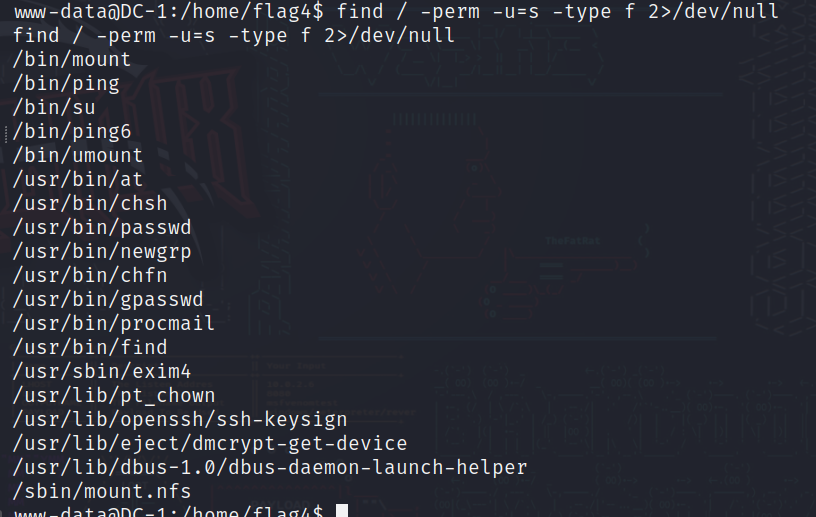 www-data@DC-1:/home/flag4$ find / -perm -u=s -type f 2>/dev/null
find / -perm -u=s -type f 2>/dev/null
/bin/mount
/bin/ping
/bin/su
/bin/ping6
/bin/umount
/usr/bin/at
/usr/bin/chsh
/usr/bin/passwd
/usr/bin/newgrp
/usr/bin/chfn
/usr/bin/gpasswd
/usr/bin/procmail
/usr/bin/find
/usr/sbin/exim4
/usr/lib/pt_chown
/usr/lib/openssh/ssh-keysign
/usr/lib/eject/dmcrypt-get-device
/usr/lib/dbus-1.0/dbus-daemon-launch-helper
/sbin/mount.nfs
www-data@DC-1:/home/flag4$